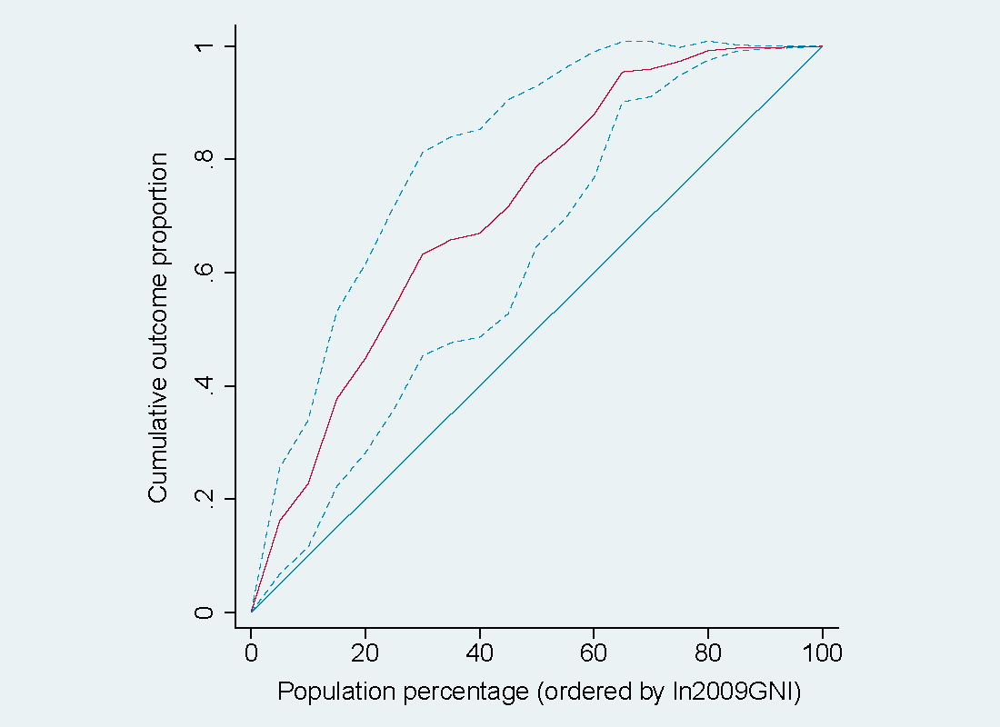 Cumulative outcome proportion
1
.8
.6
.4
.2
0
0 20 40 60 80 100
Population percentage (ordered by ln2009GNI)